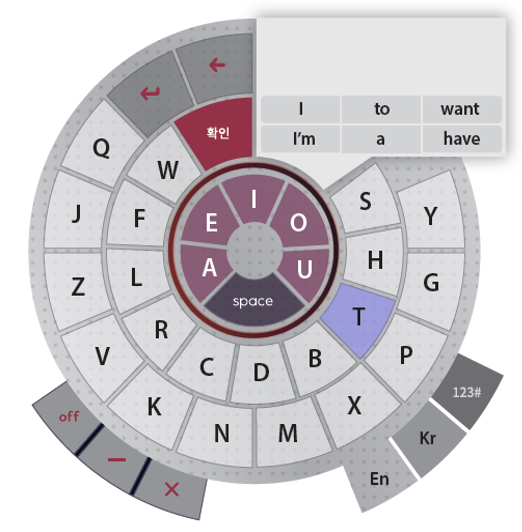 I to want
I'm a have
확인
Q W S Y
J F E I O H G
Z L A U T P
space
V R C D B X
K N M
off
−
×
123#
Kr
En